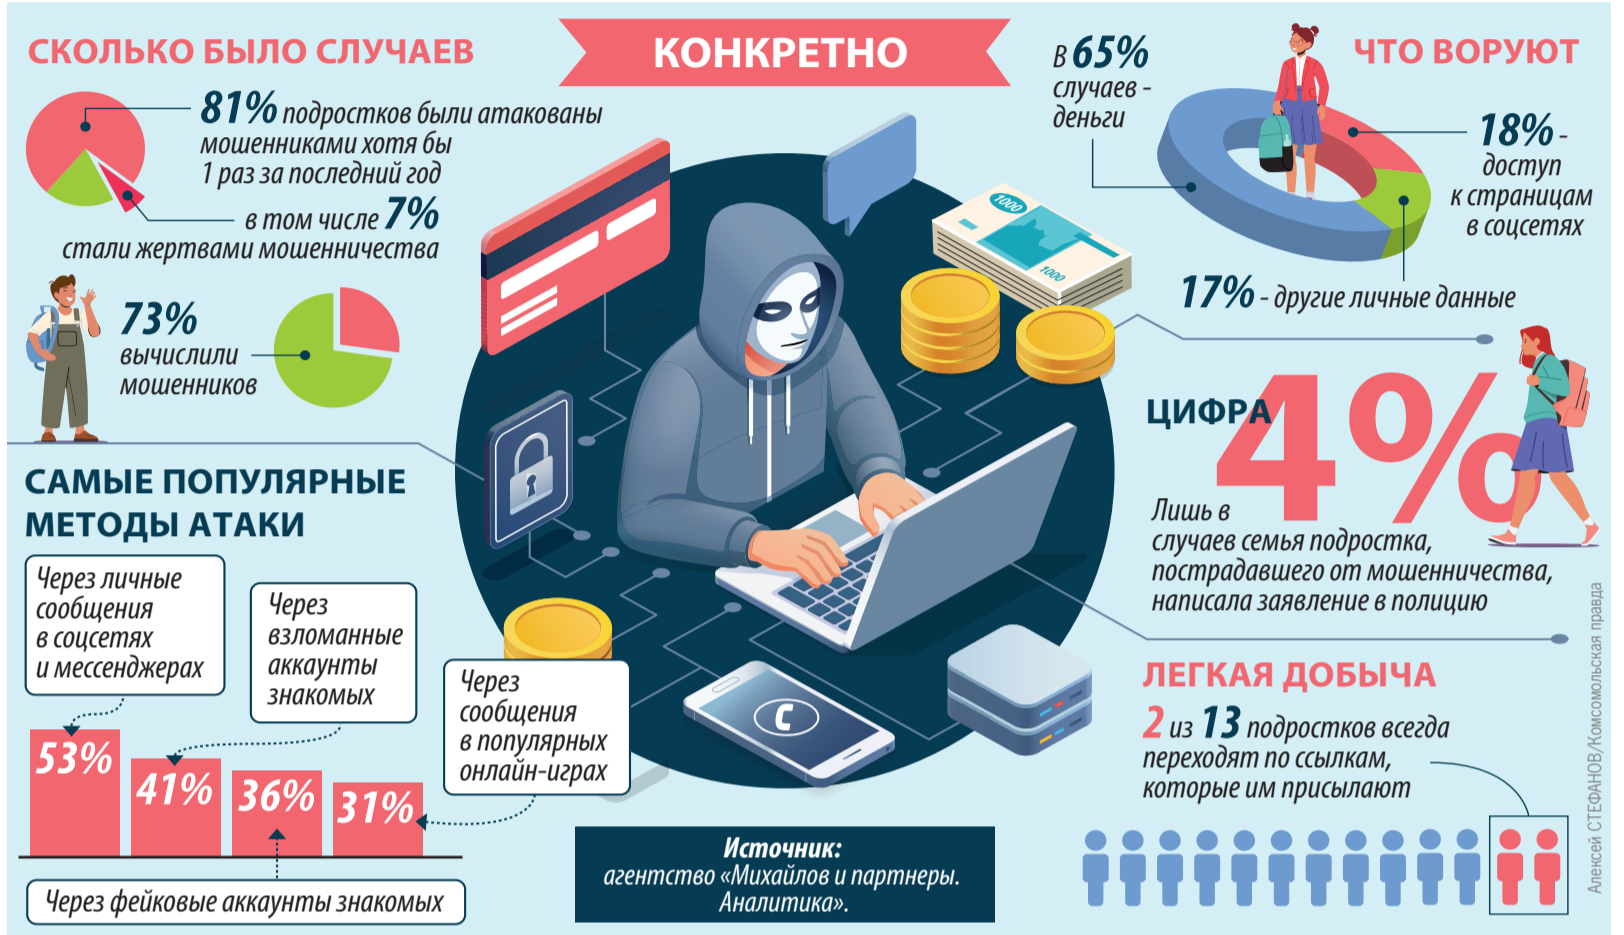 КОНКРЕТНО
СКОЛЬКО БЫЛО СЛУЧАЕВ
81% подростков были атакованы
мошенниками хотя бы
1 раз за последний год
в том числе 7%
стали жертвами мошенничества
73%
вычислили
мошенников
САМЫЕ ПОПУЛЯРНЫЕ
МЕТОДЫ АТАКИ
Через личные
сообщения
в соцсетях
и мессенджерах
53%
Через
взломанные
аккаунты
знакомых
41%
36%
Через фейковые аккаунты знакомых
Через
сообщения
в популярных
онлайн-играх
31%
1000
1000
ЧТО ВОРУЮТ
В 65%
случаев -
деньги
18% -
доступ
к страницам
в соцсетях
17% - другие личные данные
ЦИФРА
4%
Лишь в
случаев семья подростка,
пострадавшего от мошенничества,
написала заявление в полицию
ЛЕГКАЯ ДОБЫЧА
2 из 13 подростков всегда
переходят по ссылкам,
которые им присылают
Источник:
агентство «Михайлов и партнеры.
Аналитика».
Алексей СТЕФАНОВ/Комсомольская правда